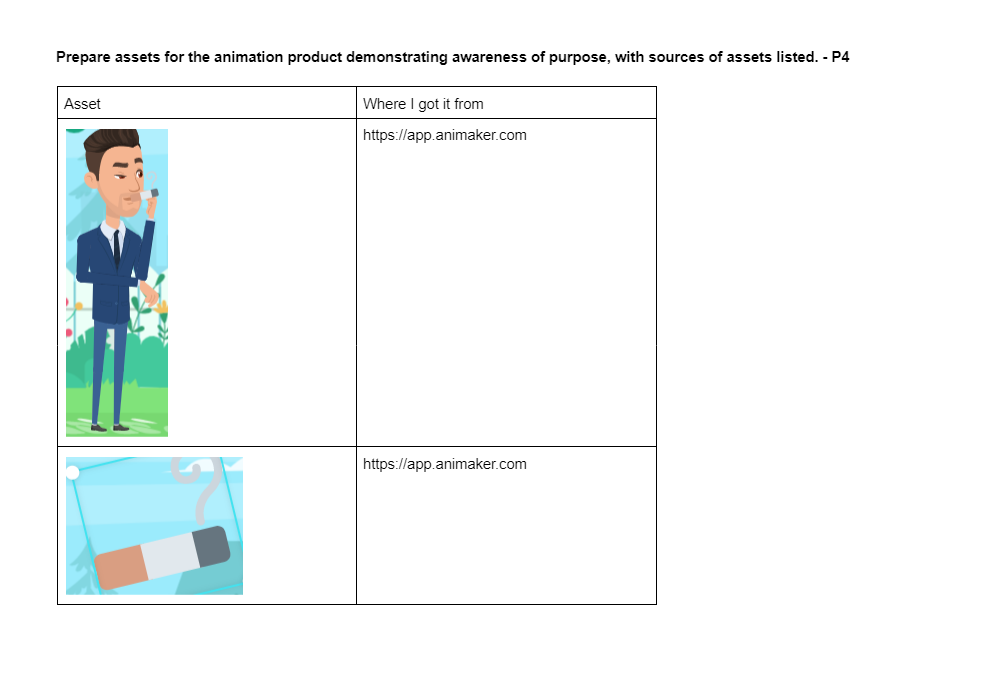 Prepare assets for the animation product demonstrating awareness of purpose, with sources of assets listed. - P4
Asset
Where I got it from
https://app.animaker.com
https://app.animaker.com